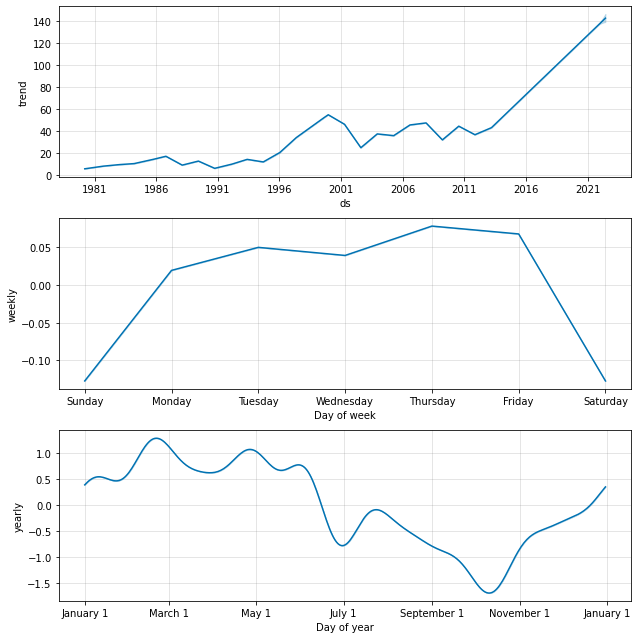 140
120
100
80
60
40
20
0
trend
1981 1986 1991 1996 2001 2006 2011 2016 2021
ds
0.05
0.00
−0.05
−0.10
weekly
Sunday Monday Tuesday Wednesday Thursday Friday Saturday
Day of week
1.0
0.5
0.0
−0.5
−1.0
−1.5
yearly
January 1 March 1 May 1 July 1 September 1 November 1 January 1
Day of year